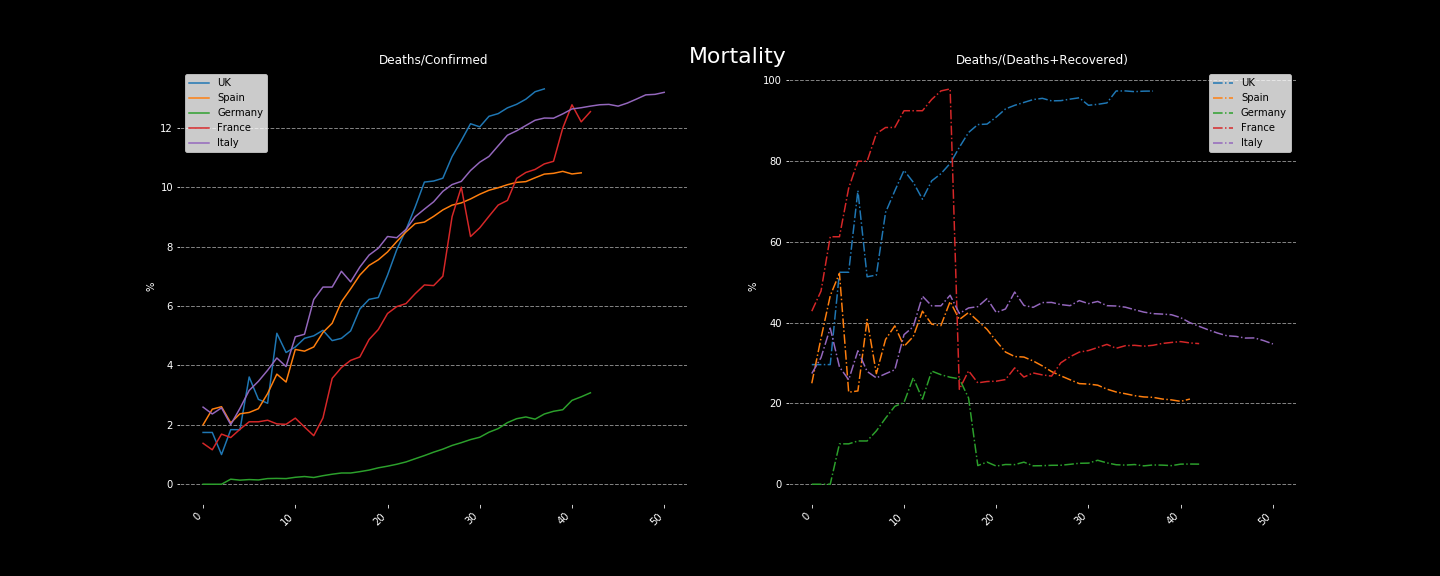 Mortality
Deaths/Confirmed
UK
Spain
Germany
France
Italy
%
12
10
8
6
4
2
0
0
10
20
30
40
50
Deaths/(Deaths+Recovered)
UK
Spain
Germany
France
Italy
%
100
80
60
40
20
0
0
10
20
30
40
50